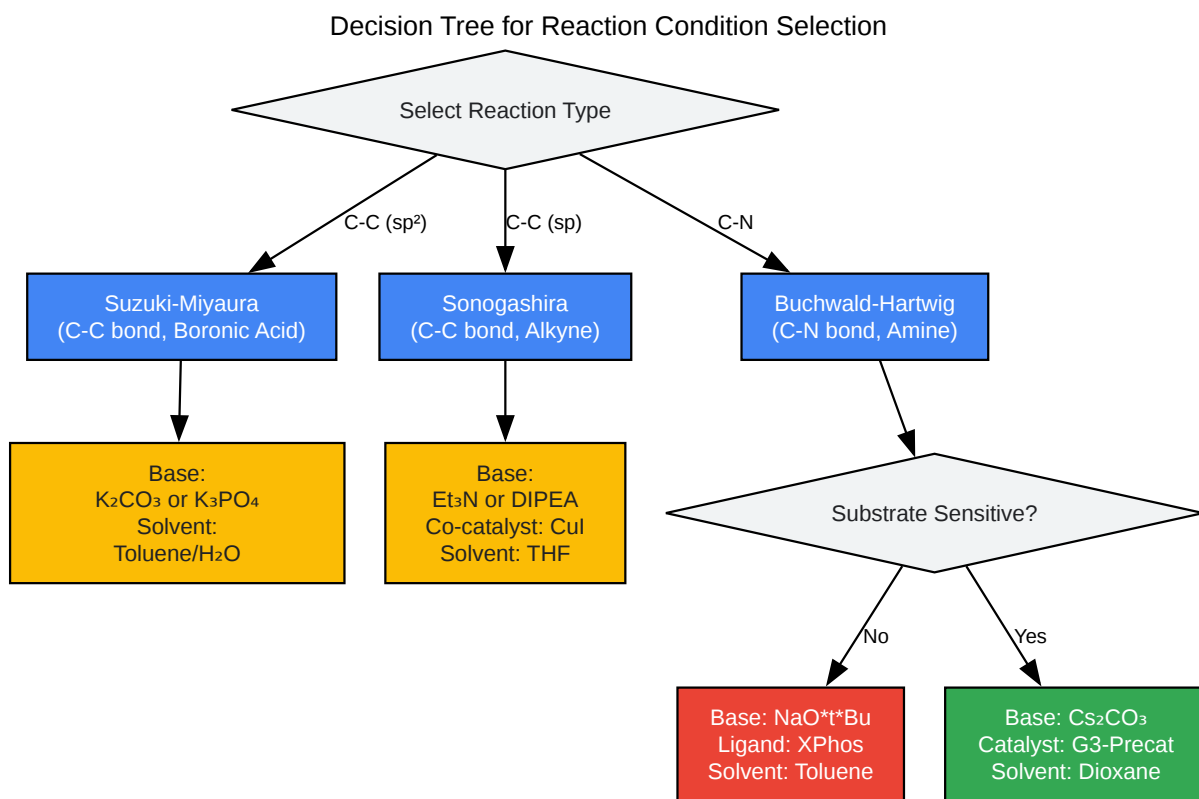 Decision Tree for Reaction Condition Selection
Select Reaction Type
C-C (sp²)
C-C (sp)
C-N
Suzuki-Miyaura
(C-C bond, Boronic Acid)
Sonogashira
(C-C bond, Alkyne)
Buchwald-Hartwig
(C-N bond, Amine)
Base:
K₂CO₃ or K₃PO₄
Solvent:
Toluene/H₂O
Base:
Et₃N or DIPEA
Co-catalyst: CuI
Solvent: THF
Substrate Sensitive?
No
Yes
Base: NaO*t*Bu
Ligand: XPhos
Solvent: Toluene
Base: Cs₂CO₃
Catalyst: G3-Precat
Solvent: Dioxane